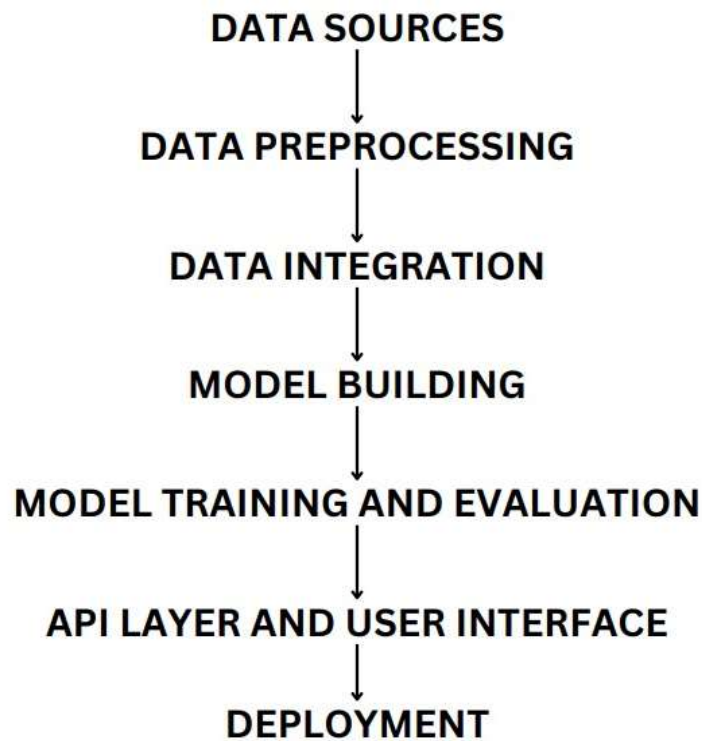 DATA SOURCES
DATA PREPROCESSING
DATA INTEGRATION
MODEL BUILDING
MODEL TRAINING AND EVALUATION
API LAYER AND USER INTERFACE
DEPLOYMENT